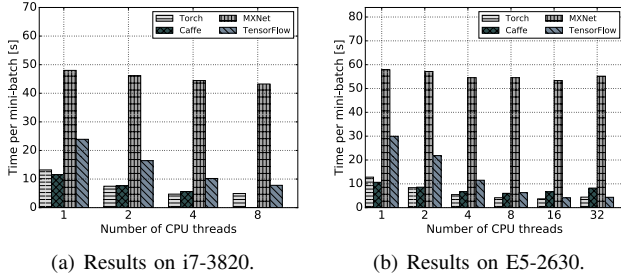 70
60
50
40
30
20
10
0
Time per mini-batch [s]
Torch
Caffe
MXNet
TensorFlow
1 2 4 8
Number of CPU threads
(a) Results on i7-3820.
80
70
60
50
40
30
20
10
0
Time per mini-batch [s]
Torch
Caffe
MXNet
TensorFlow
1 2 4 8 16 32
Number of CPU threads
(b) Results on E5-2630.